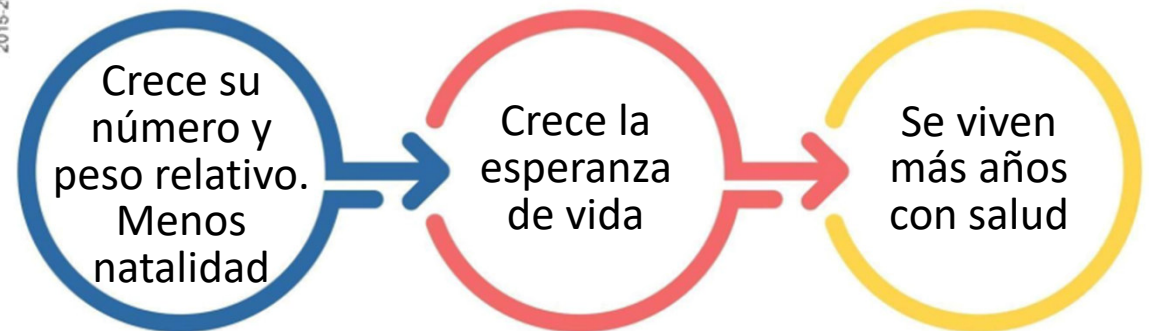 Crece su
número y
peso relativo.
Menos
natalidad
Crece la
esperanza
de vida
Se viven
más años
con salud